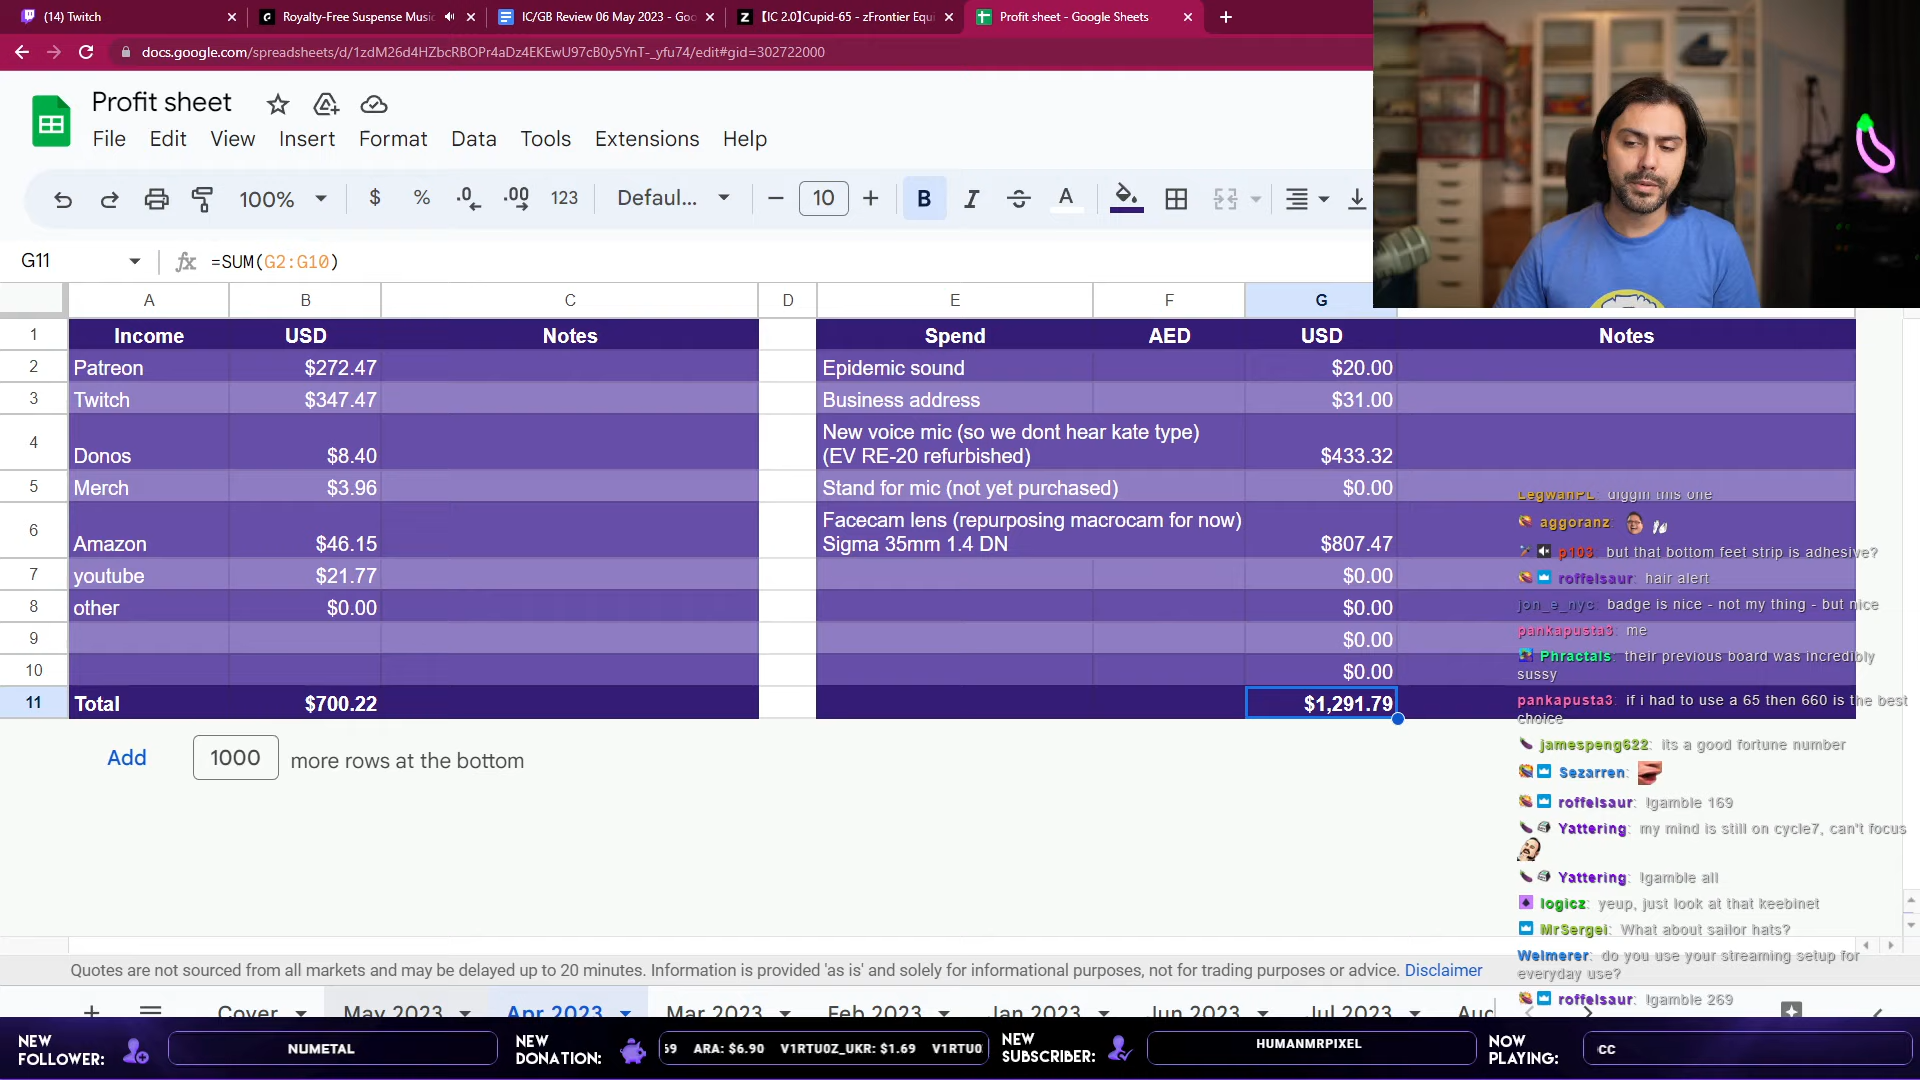 (14) Twitch
Royalty-Free Suspense Music
IC/GB Review 06 May 2023 - Goo
【IC 2.0】Cupid-65 - zFrontier Equi
Profit sheet - Google Sheets
docs.google.com/spreadsheets/d/1zdM26d4HZbcRBOPr4aDz4EKEwU97cB0y5YnT-_yfu74/edit#gid=302722000
Profit sheet
File Edit View Insert Format Data Tools Extensions Help
100% $ % .0 .00 123 Defaul... 10 B I A
G11 fx =SUM(G2:G10)
A B C D E F G
1 Income USD Notes Spend AED USD Notes
2 Patreon $272.47 Epidemic sound $20.00
3 Twitch $347.47 Business address $31.00
New voice mic (so we dont hear kate type)
4 Donos $8.40 (EV RE-20 refurbished) $433.32
5 Merch $3.96 Stand for mic (not yet purchased) $0.00
Facecam lens (repurposing macrocam for now)
6 Amazon $46.15 Sigma 35mm 1.4 DN $807.47
7 youtube $21.77 $0.00
8 other $0.00 $0.00
9 $0.00
10 $0.00
11 Total $700.22 $1,291.79
Add 1000 more rows at the bottom
LegwanPL: diggin this one
aggoranz:
p103: but that bottom feet strip is adhesive?
roffelsaur: hair alert
jon_e_nyc: badge is nice - not my thing - but nice
pankapusta3: me
Phractals: their previous board was incredibly
sussy
pankapusta3: if i had to use a 65 then 660 is the best
choice
jamespeng622: its a good fortune number
Sezarren:
roffelsaur: !gamble 169
Yattering: my mind is still on cycle7, can't focus
Yattering: !gamble all
logicz: yeup, just look at that keebinet
MrSergei: What about sailor hats?
Welmerer: do you use your streaming setup for
everyday use?
roffelsaur: !gamble 269
Quotes are not sourced from all markets and may be delayed up to 20 minutes. Information is provided 'as is' and solely for informational purposes, not for trading purposes or advice. Disclaimer
Cover May 2023 Apr 2023 Mar 2023 Feb 2023 Jan 2023 Jun 2023 Jul 2023 Aug
NEW
FOLLOWER:
NUMETAL
NEW
DONATION:
69 ARA: $6.90 V1RTU0Z_UKR: $1.69 V1RTU0
NEW
SUBSCRIBER:
HUMANMRPIXEL
NOW
PLAYING:
CC